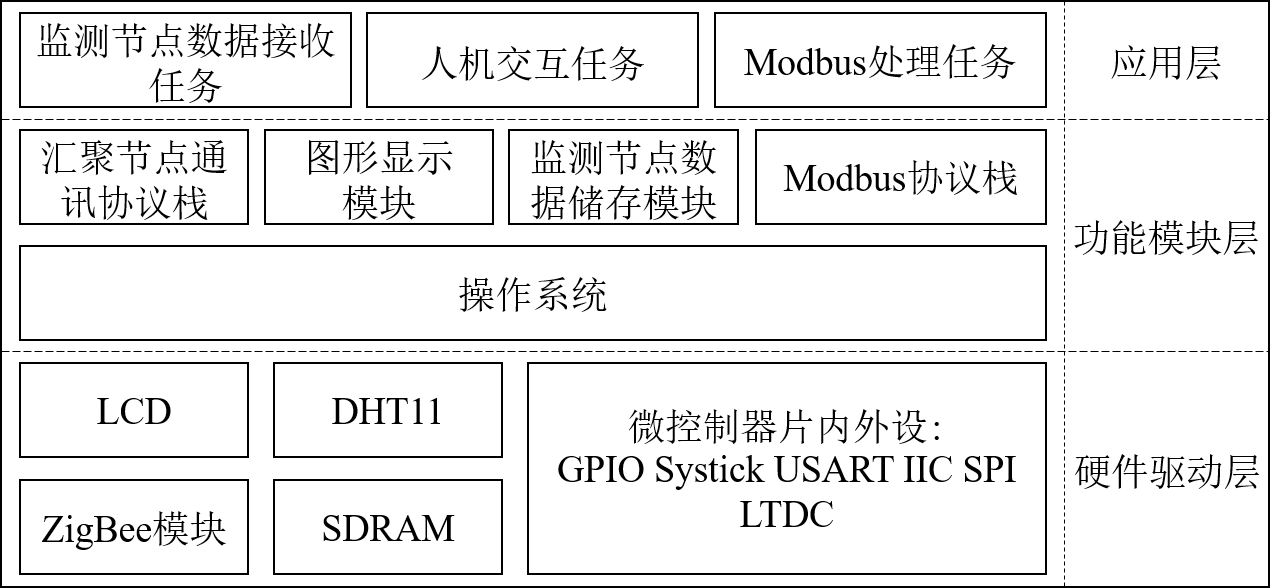 监测节点数据接收
任务
人机交互任务
Modbus处理任务
应用层
汇聚节点通
讯协议栈
图形显示
模块
监测节点数
据储存模块
Modbus协议栈
功能模块层
操作系统
LCD
DHT11
微控制器片内外设：
GPIO Systick USART IIC SPI
LTDC
硬件驱动层
ZigBee模块
SDRAM